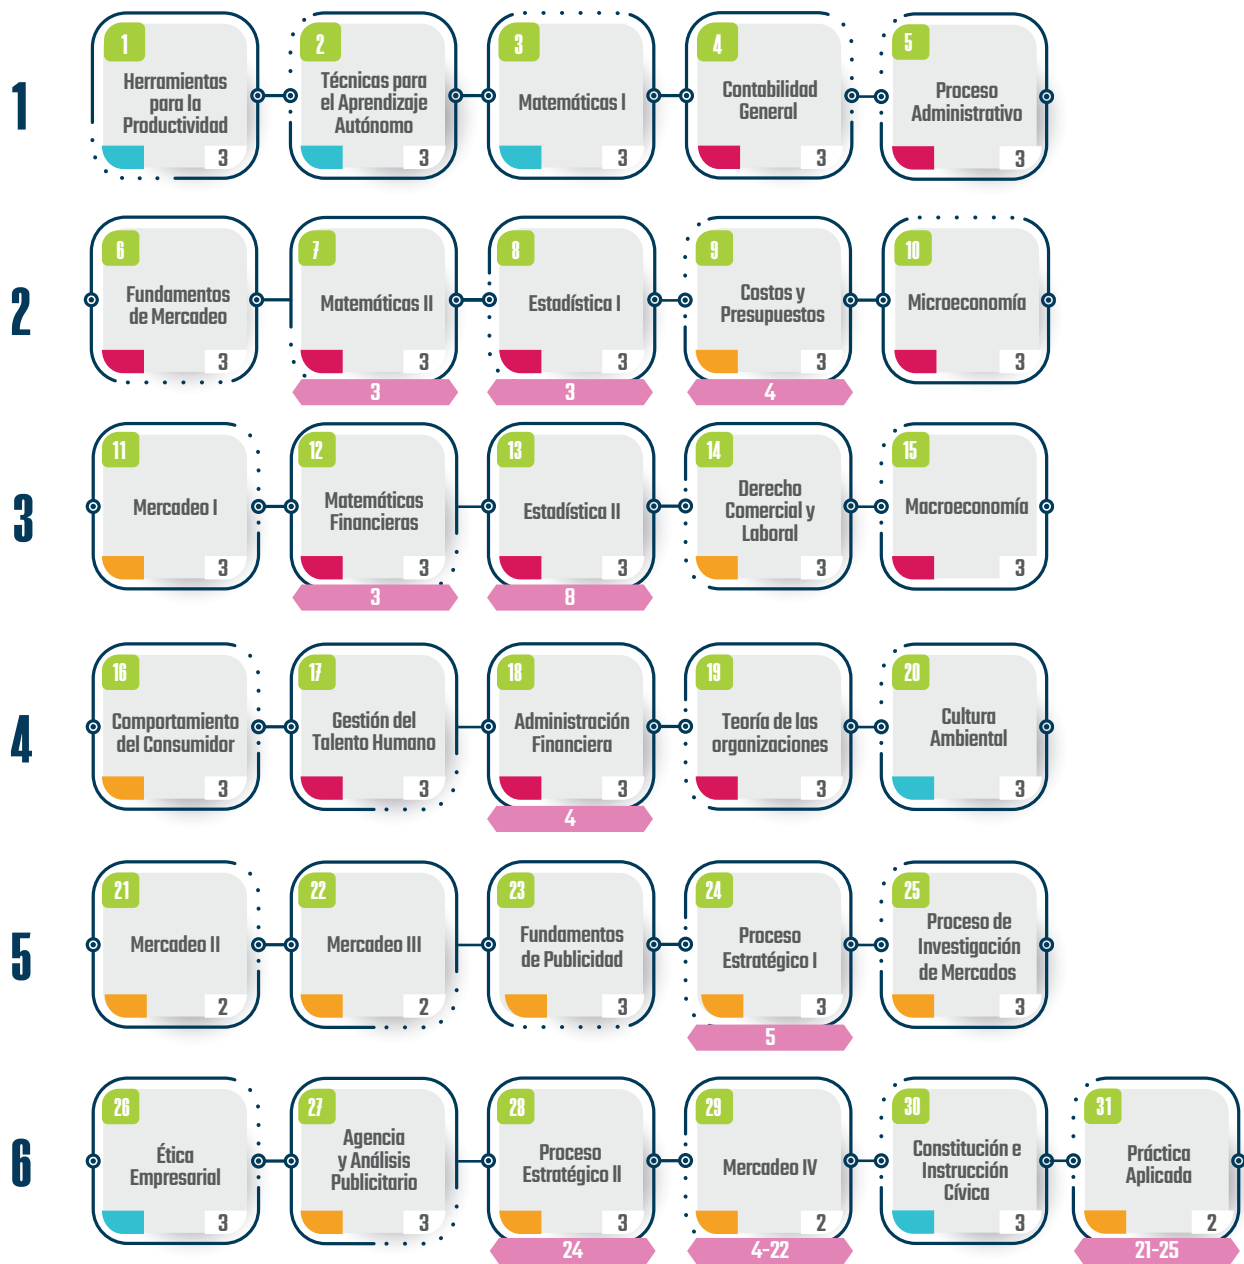 1
1
Herramientas
para la
Productividad
3
2
Técnicas para
el Aprendizaje
Autónomo
3
3
Matemáticas I
3
4
Contabilidad
General
3
5
Proceso
Administrativo
3
2
6
Fundamentos
de Mercadeo
3
7
Matemáticas II
3
3
8
Estadística I
3
3
9
Costos y
Presupuestos
3
4
10
Microeconomía
3
3
11
Mercadeo I
3
12
Matemáticas
Financieras
3
3
13
Estadística II
3
8
14
Derecho
Comercial y
Laboral
3
15
Macroeconomía
3
4
16
Comportamiento
del Consumidor
3
17
Gestión del
Talento Humano
3
18
Administración
Financiera
3
4
19
Teoría de las
organizaciones
3
20
Cultura
Ambiental
3
5
21
Mercadeo II
2
22
Mercadeo III
2
23
Fundamentos
de Publicidad
3
24
Proceso
Estratégico I
3
5
25
Proceso de
Investigación
de Mercados
3
6
26
Ética
Empresarial
3
27
Agencia
y Análisis
Publicitario
3
28
Proceso
Estratégico II
3
24
29
Mercadeo IV
2
4-22
30
Constitución e
Instrucción
Cívica
3
31
Práctica
Aplicada
2
21-25